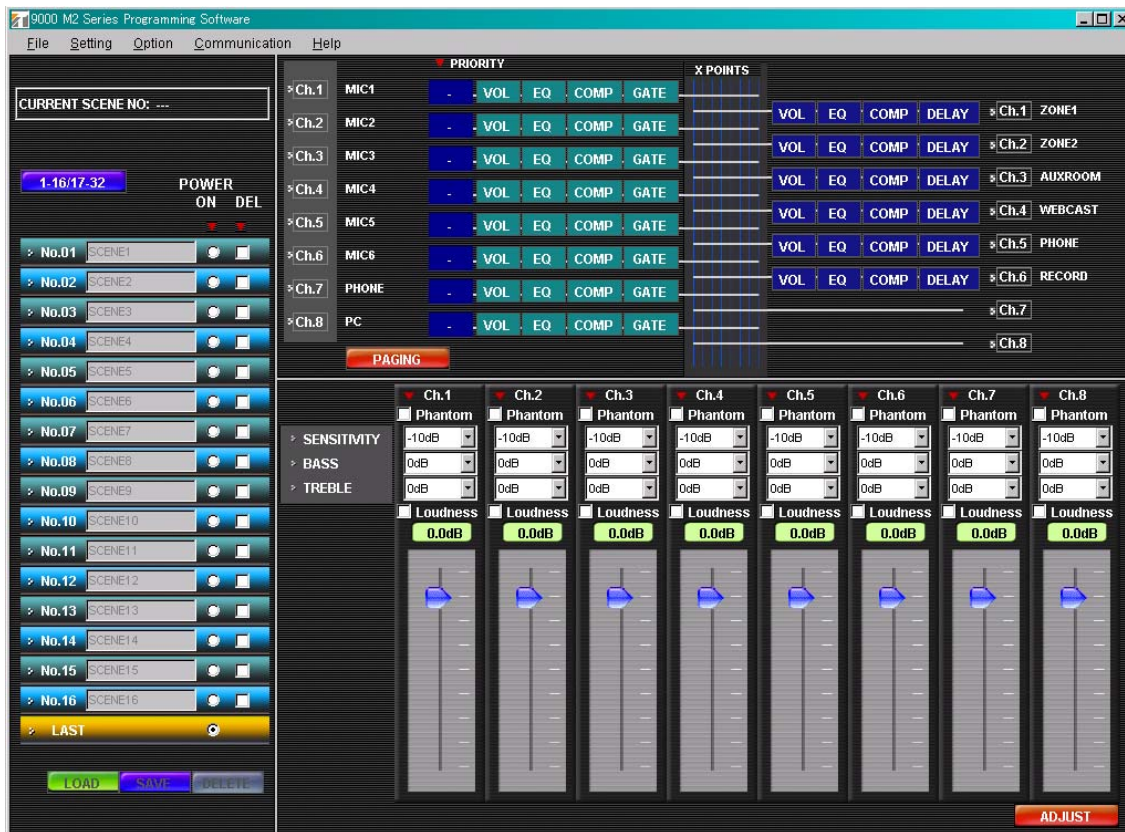 9000 M2 Series Programming Software
File Setting Option Communication Help
CURRENT SCENE NO: ---
1-16/17-32
POWER ON DEL
No.01 SCENE1
No.02 SCENE2
No.03 SCENE3
No.04 SCENE4
No.05 SCENE5
No.06 SCENE6
No.07 SCENE7
No.08 SCENE8
No.09 SCENE9
No.10 SCENE10
No.11 SCENE11
No.12 SCENE12
No.13 SCENE13
No.14 SCENE14
No.15 SCENE15
No.16 SCENE16
LAST
LOAD SAVE DELETE
PRIORITY
X POINTS
Ch.1 MIC1 - VOL EQ COMP GATE
Ch.2 MIC2 - VOL EQ COMP GATE
Ch.3 MIC3 - VOL EQ COMP GATE
Ch.4 MIC4 - VOL EQ COMP GATE
Ch.5 MIC5 - VOL EQ COMP GATE
Ch.6 MIC6 - VOL EQ COMP GATE
Ch.7 PHONE - VOL EQ COMP GATE
Ch.8 PC - VOL EQ COMP GATE
PAGING
VOL EQ COMP DELAY Ch.1 ZONE1
VOL EQ COMP DELAY Ch.2 ZONE2
VOL EQ COMP DELAY Ch.3 AUXROOM
VOL EQ COMP DELAY Ch.4 WEBCAST
VOL EQ COMP DELAY Ch.5 PHONE
VOL EQ COMP DELAY Ch.6 RECORD
Ch.7
Ch.8
Ch.1 Ch.2 Ch.3 Ch.4 Ch.5 Ch.6 Ch.7 Ch.8
Phantom Phantom Phantom Phantom Phantom Phantom Phantom Phantom
SENSITIVITY -10dB -10dB -10dB -10dB -10dB -10dB -10dB -10dB
BASS 0dB 0dB 0dB 0dB 0dB 0dB 0dB 0dB
TREBLE 0dB 0dB 0dB 0dB 0dB 0dB 0dB 0dB
Loudness Loudness Loudness Loudness Loudness Loudness Loudness Loudness
0.0dB 0.0dB 0.0dB 0.0dB 0.0dB 0.0dB 0.0dB 0.0dB
ADJUST